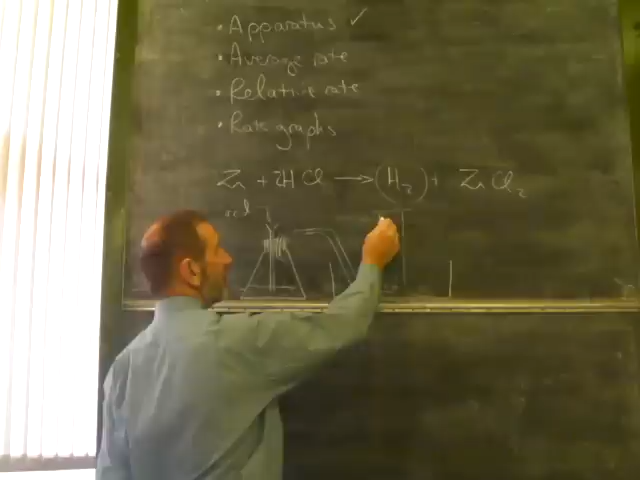 • Apparatus ✓
• Average rate
• Relative rate
• Rate graphs
Zn + 2HCl → H₂ + ZnCl₂